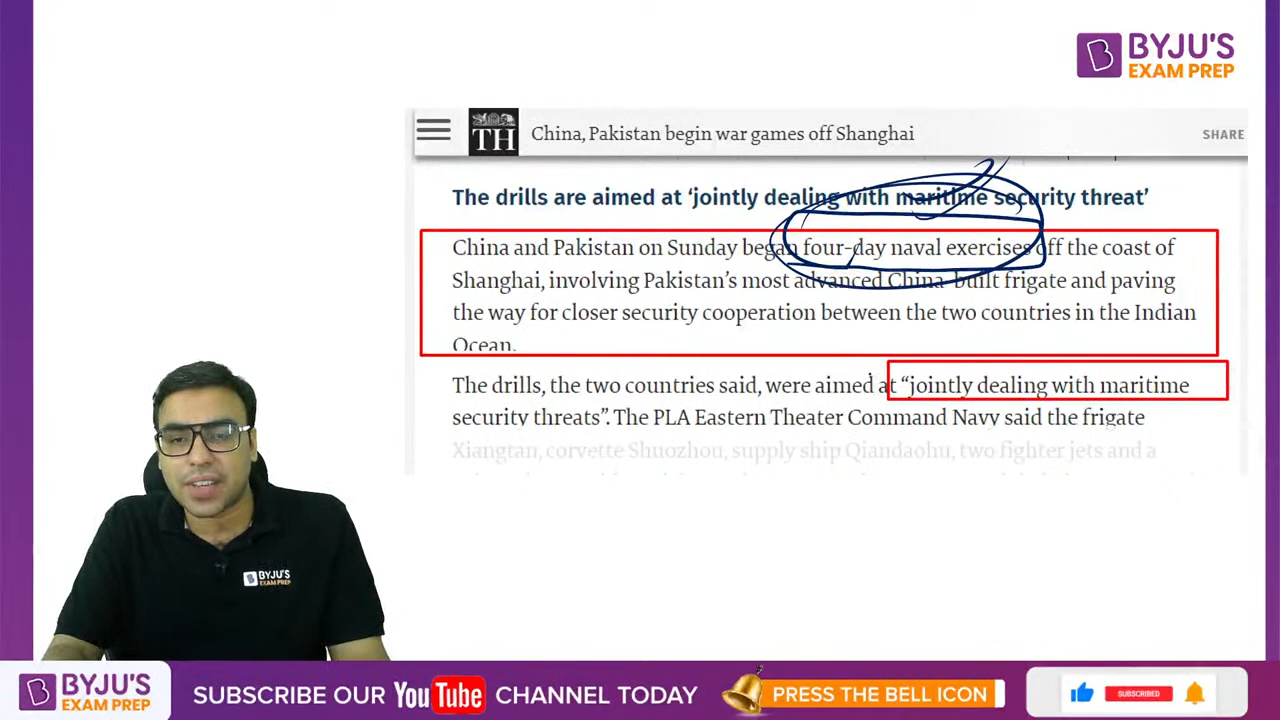 BYJU'S
EXAM PREP
TH
China, Pakistan begin war games off Shanghai
SHARE
The drills are aimed at ‘jointly dealing with maritime security threat’
China and Pakistan on Sunday began four-day naval exercises off the coast of
Shanghai, involving Pakistan’s most advanced China-built frigate and paving
the way for closer security cooperation between the two countries in the Indian
Ocean.
The drills, the two countries said, were aimed at “jointly dealing with maritime
security threats”. The PLA Eastern Theater Command Navy said the frigate
Xiangtan, corvette Shuozhou, supply ship Qiandaohu, two fighter jets and a
BYJU'S
EXAM PREP
BYJU'S
EXAM PREP
SUBSCRIBE OUR YouTube CHANNEL TODAY
PRESS THE BELL ICON
SUBSCRIBED